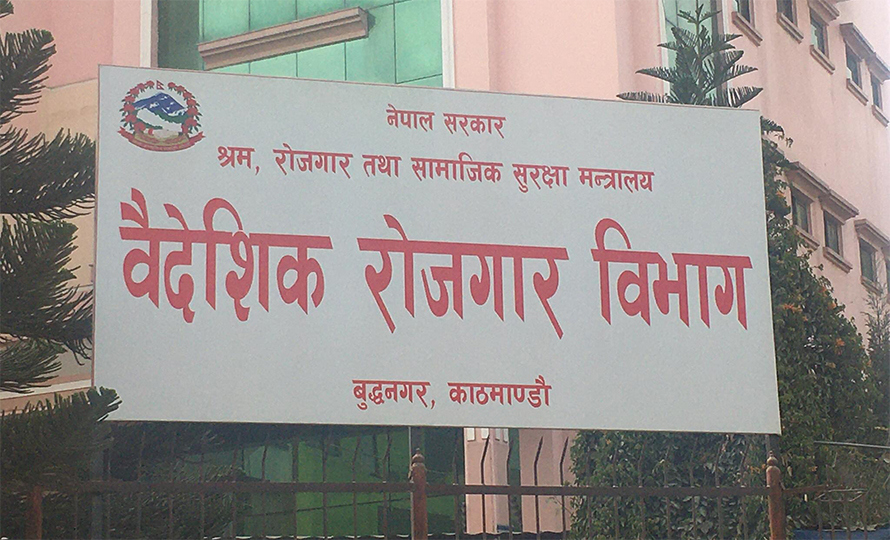 नेपाल सरकार
श्रम, रोजगार तथा सामाजिक सुरक्षा मन्त्रालय
वैदेशिक रोजगार विभाग
बुद्धनगर, काठमाण्डौ